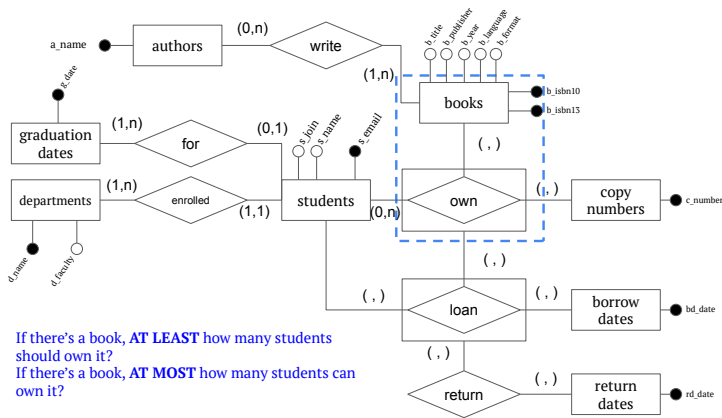 b_title
b_publisher
b_year
b_language
b_format
(0,n)
a_name
authors
write
g_date
(1,n)
books
b_isbn10
b_isbn13
(1,n)
(0,1)
s_join
s_name
s_email
graduation
dates
for
( , )
(1,n)
departments
enrolled
students
own
( , )
copy
numbers
c_number
(1,1)
(0,n)
d_name
d_faculty
( , )
( , )
loan
( , )
borrow
dates
bd_date
If there's a book, AT LEAST how many students
should own it?
If there's a book, AT MOST how many students can
own it?
( , )
return
( , )
return
dates
rd_date